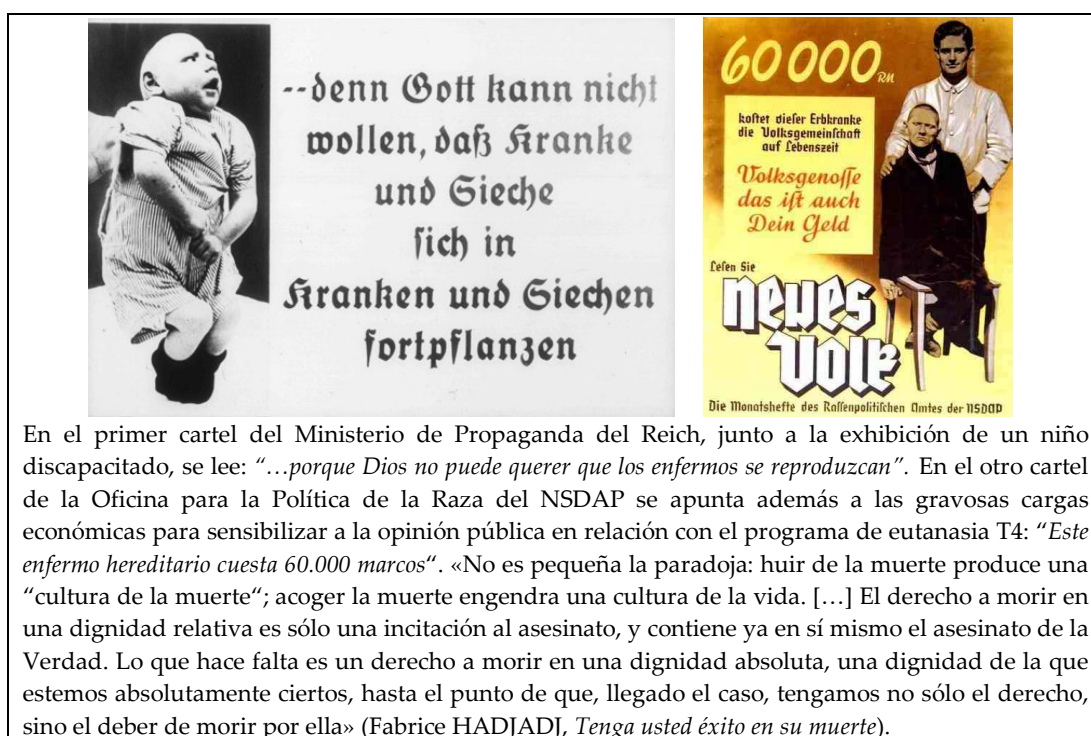 --denn Gott kann nicht
wollen, daß Kranke
und Sieche
sich in
Kranken und Siechen
fortpflanzen
60000 RM
kostet dieser Erbkranke
die Volksgemeinschaft
auf Lebenszeit
Volksgenosse
das ist auch
Dein Geld
Lesen Sie
neues
Volk
Die Monatshefte des Rassenpolitischen Amtes der NSDAP
En el primer cartel del Ministerio de Propaganda del Reich, junto a la exhibición de un niño
discapacitado, se lee: “…porque Dios no puede querer que los enfermos se reproduzcan”. En el otro cartel
de la Oficina para la Política de la Raza del NSDAP se apunta además a las gravosas cargas
económicas para sensibilizar a la opinión pública en relación con el programa de eutanasia T4: “Este
enfermo hereditario cuesta 60.000 marcos“. «No es pequeña la paradoja: huir de la muerte produce una
“cultura de la muerte“; acoger la muerte engendra una cultura de la vida. […] El derecho a morir en
una dignidad relativa es sólo una incitación al asesinato, y contiene ya en sí mismo el asesinato de la
Verdad. Lo que hace falta es un derecho a morir en una dignidad absoluta, una dignidad de la que
estemos absolutamente ciertos, hasta el punto de que, llegado el caso, tengamos no sólo el derecho,
sino el deber de morir por ella» (Fabrice HADJADJ, Tenga usted éxito en su muerte).